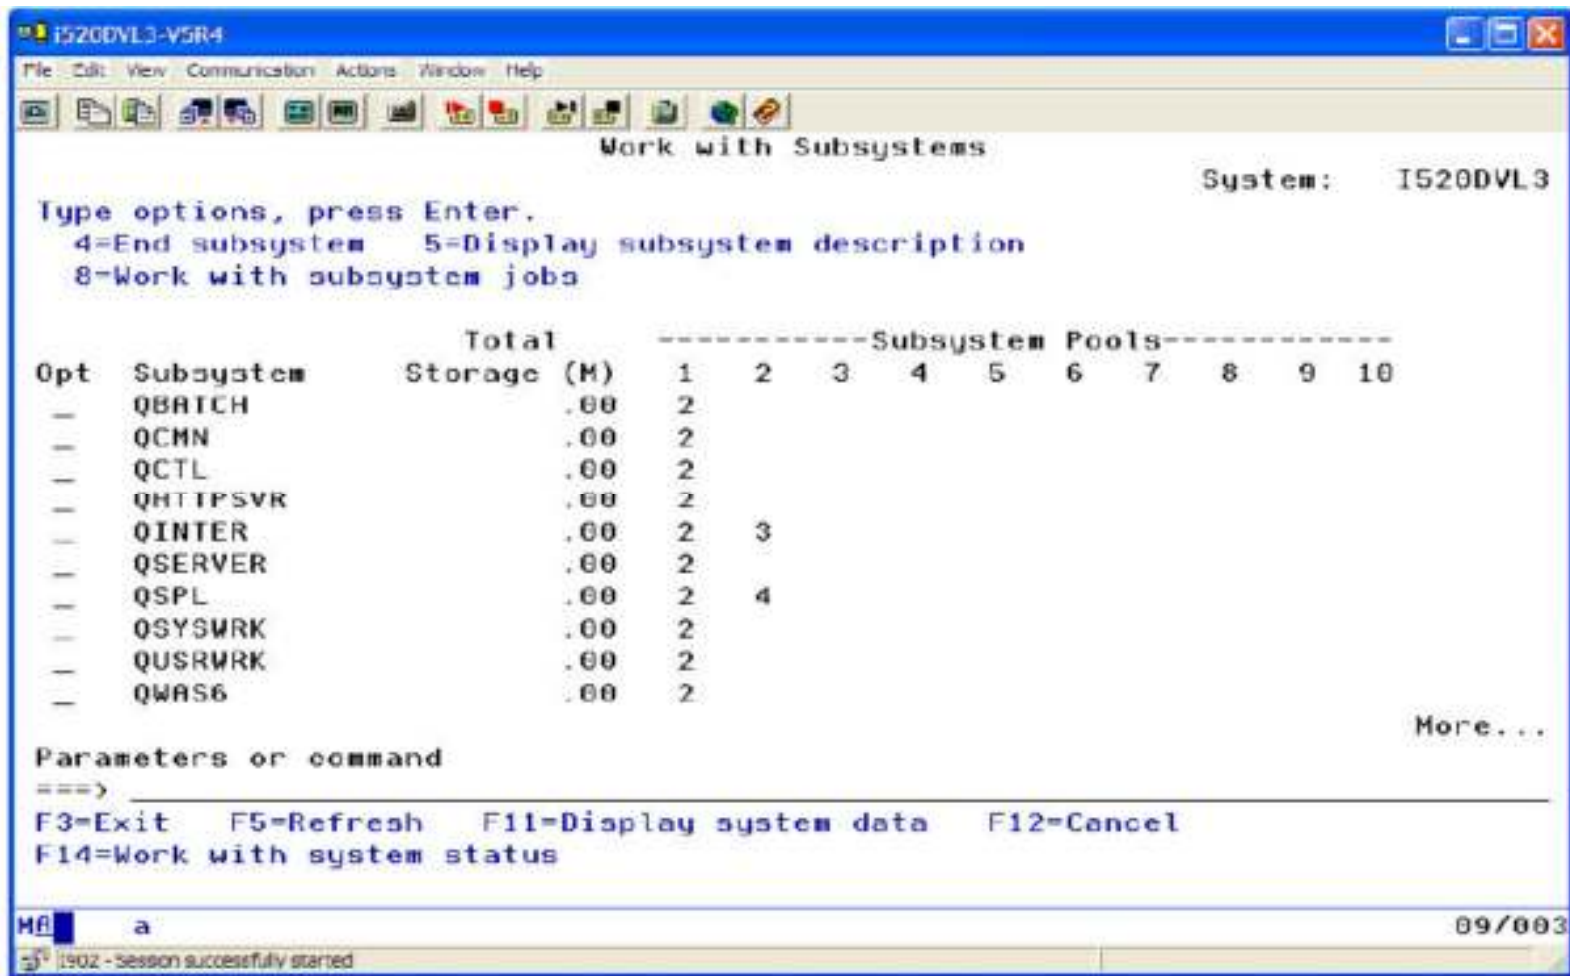 i520DVL3-V5R4
File Edit View Communication Actions Window Help
Work with Subsystems
System: I520DVL3
Type options, press Enter.
4=End subsystem 5=Display subsystem description
8=Work with subsystem jobs
Total -----------Subsystem Pools------------
Opt Subsystem Storage (M) 1 2 3 4 5 6 7 8 9 10
_ QBATCH .00 2
_ QCMN .00 2
_ QCTL .00 2
_ QHTTPSVR .00 2
_ QINTER .00 2 3
_ QSERVER .00 2
_ QSPL .00 2 4
_ QSYSWRK .00 2
_ QUSRWRK .00 2
_ QWAS6 .00 2
More...
Parameters or command
===>
F3=Exit F5=Refresh F11=Display system data F12=Cancel
F14=Work with system status
MA a 09/003
I902 - Session successfully started